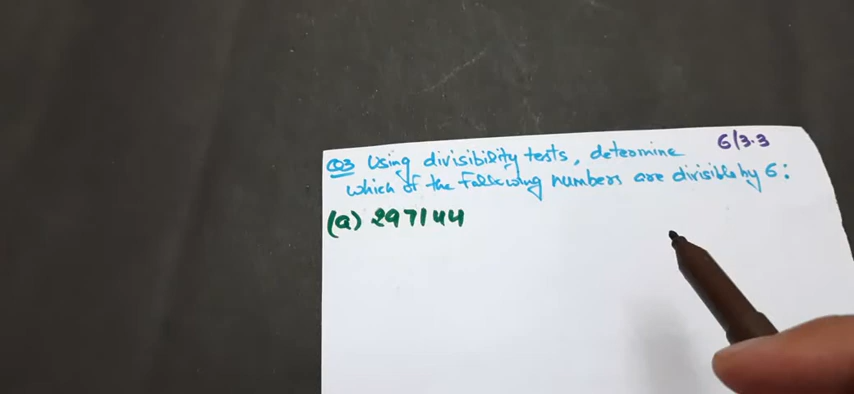 6/3.3
Q3 Using divisibility tests, determine
which of the following numbers are divisible by 6:
(a) 297144